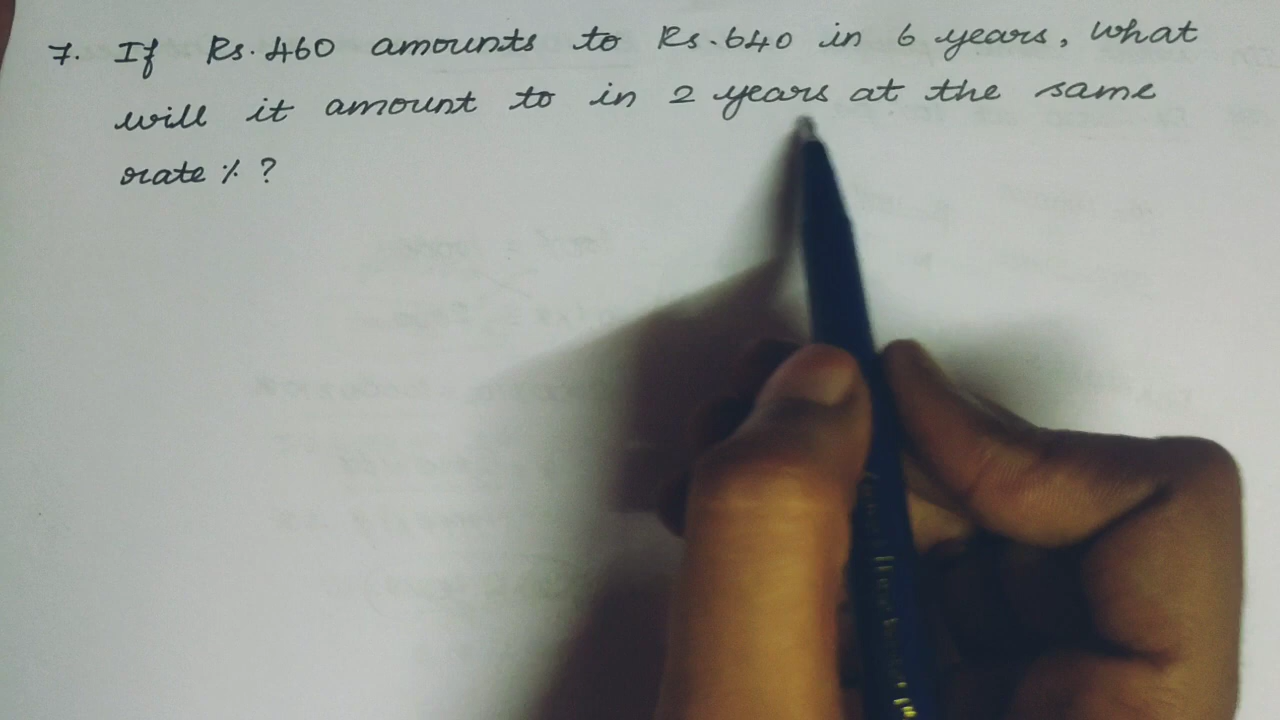 7. If Rs. 460 amounts to Rs. 640 in 6 years, what
will it amount to in 2 years at the same
rate % ?